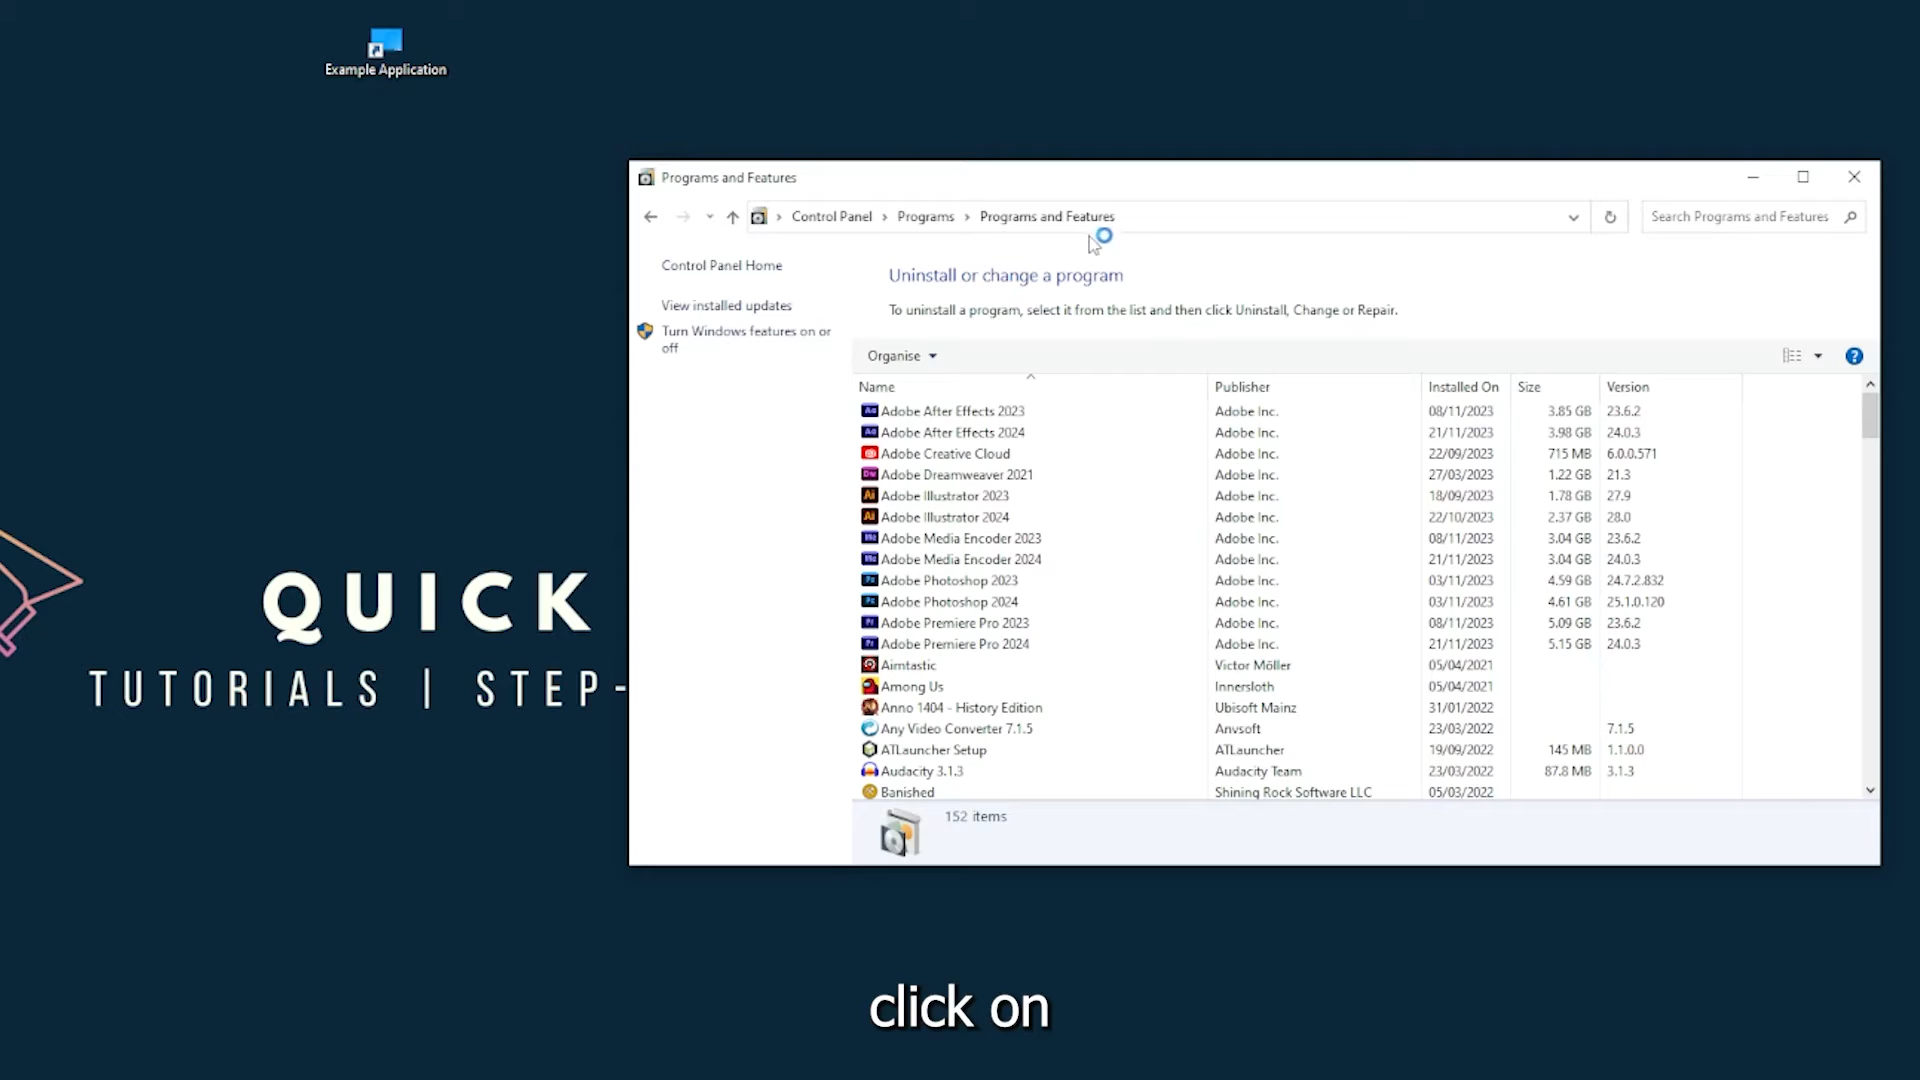 Example Application
Programs and Features
Control Panel > Programs > Programs and Features
Search Programs and Features
Control Panel Home
View installed updates
Turn Windows features on or
off
Uninstall or change a program
To uninstall a program, select it from the list and then click Uninstall, Change or Repair.
Organise
Name Publisher Installed On Size Version
Adobe After Effects 2023 Adobe Inc. 08/11/2023 3.85 GB 23.6.2
Adobe After Effects 2024 Adobe Inc. 21/11/2023 3.98 GB 24.0.3
Adobe Creative Cloud Adobe Inc. 22/09/2023 715 MB 6.0.0.571
Adobe Dreamweaver 2021 Adobe Inc. 27/03/2023 1.22 GB 21.3
Adobe Illustrator 2023 Adobe Inc. 18/09/2023 1.78 GB 27.9
Adobe Illustrator 2024 Adobe Inc. 22/10/2023 2.37 GB 28.0
Adobe Media Encoder 2023 Adobe Inc. 08/11/2023 3.04 GB 23.6.2
Adobe Media Encoder 2024 Adobe Inc. 21/11/2023 3.04 GB 24.0.3
Adobe Photoshop 2023 Adobe Inc. 03/11/2023 4.59 GB 24.7.2.832
Adobe Photoshop 2024 Adobe Inc. 03/11/2023 4.61 GB 25.1.0.120
Adobe Premiere Pro 2023 Adobe Inc. 08/11/2023 5.09 GB 23.6.2
Adobe Premiere Pro 2024 Adobe Inc. 21/11/2023 5.15 GB 24.0.3
Aimtastic Victor Möller 05/04/2021
Among Us Innersloth 05/04/2021
Anno 1404 - History Edition Ubisoft Mainz 31/01/2022
Any Video Converter 7.1.5 Anvsoft 23/03/2022 7.1.5
ATLauncher Setup ATLauncher 19/09/2022 145 MB 1.1.0.0
Audacity 3.1.3 Audacity Team 23/03/2022 87.8 MB 3.1.3
Banished Shining Rock Software LLC 05/03/2022
152 items
QUICK
TUTORIALS | STEP-
click on